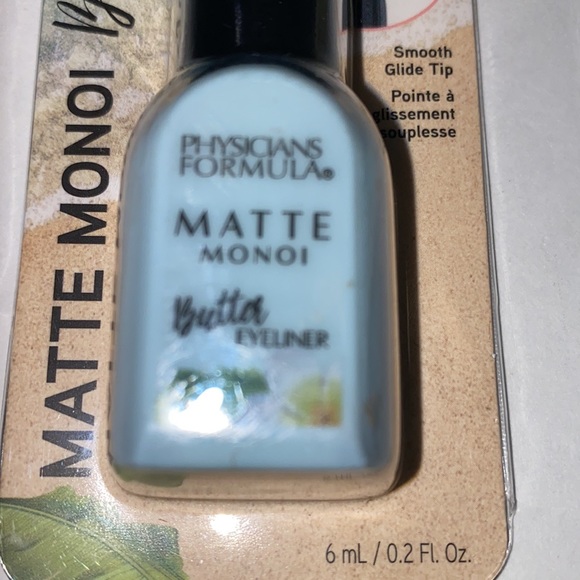 MATTE MONOI B
Smooth
Glide Tip
Pointe à
glissement
souplesse
PHYSICIANS
FORMULA®
MATTE
MONOI
Butter
EYELINER
6 mL / 0.2 Fl. Oz.